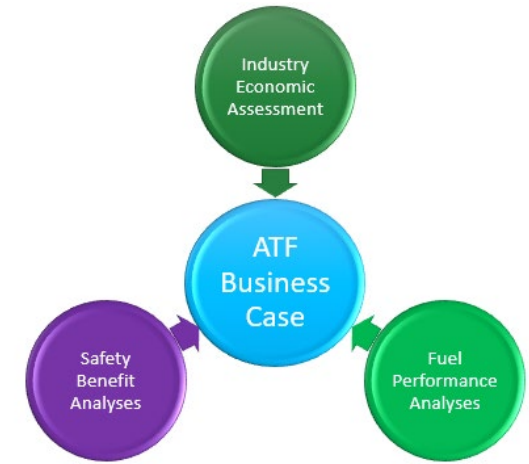 Industry
Economic
Assessment
ATF
Business
Case
Safety
Benefit
Analyses
Fuel
Performance
Analyses